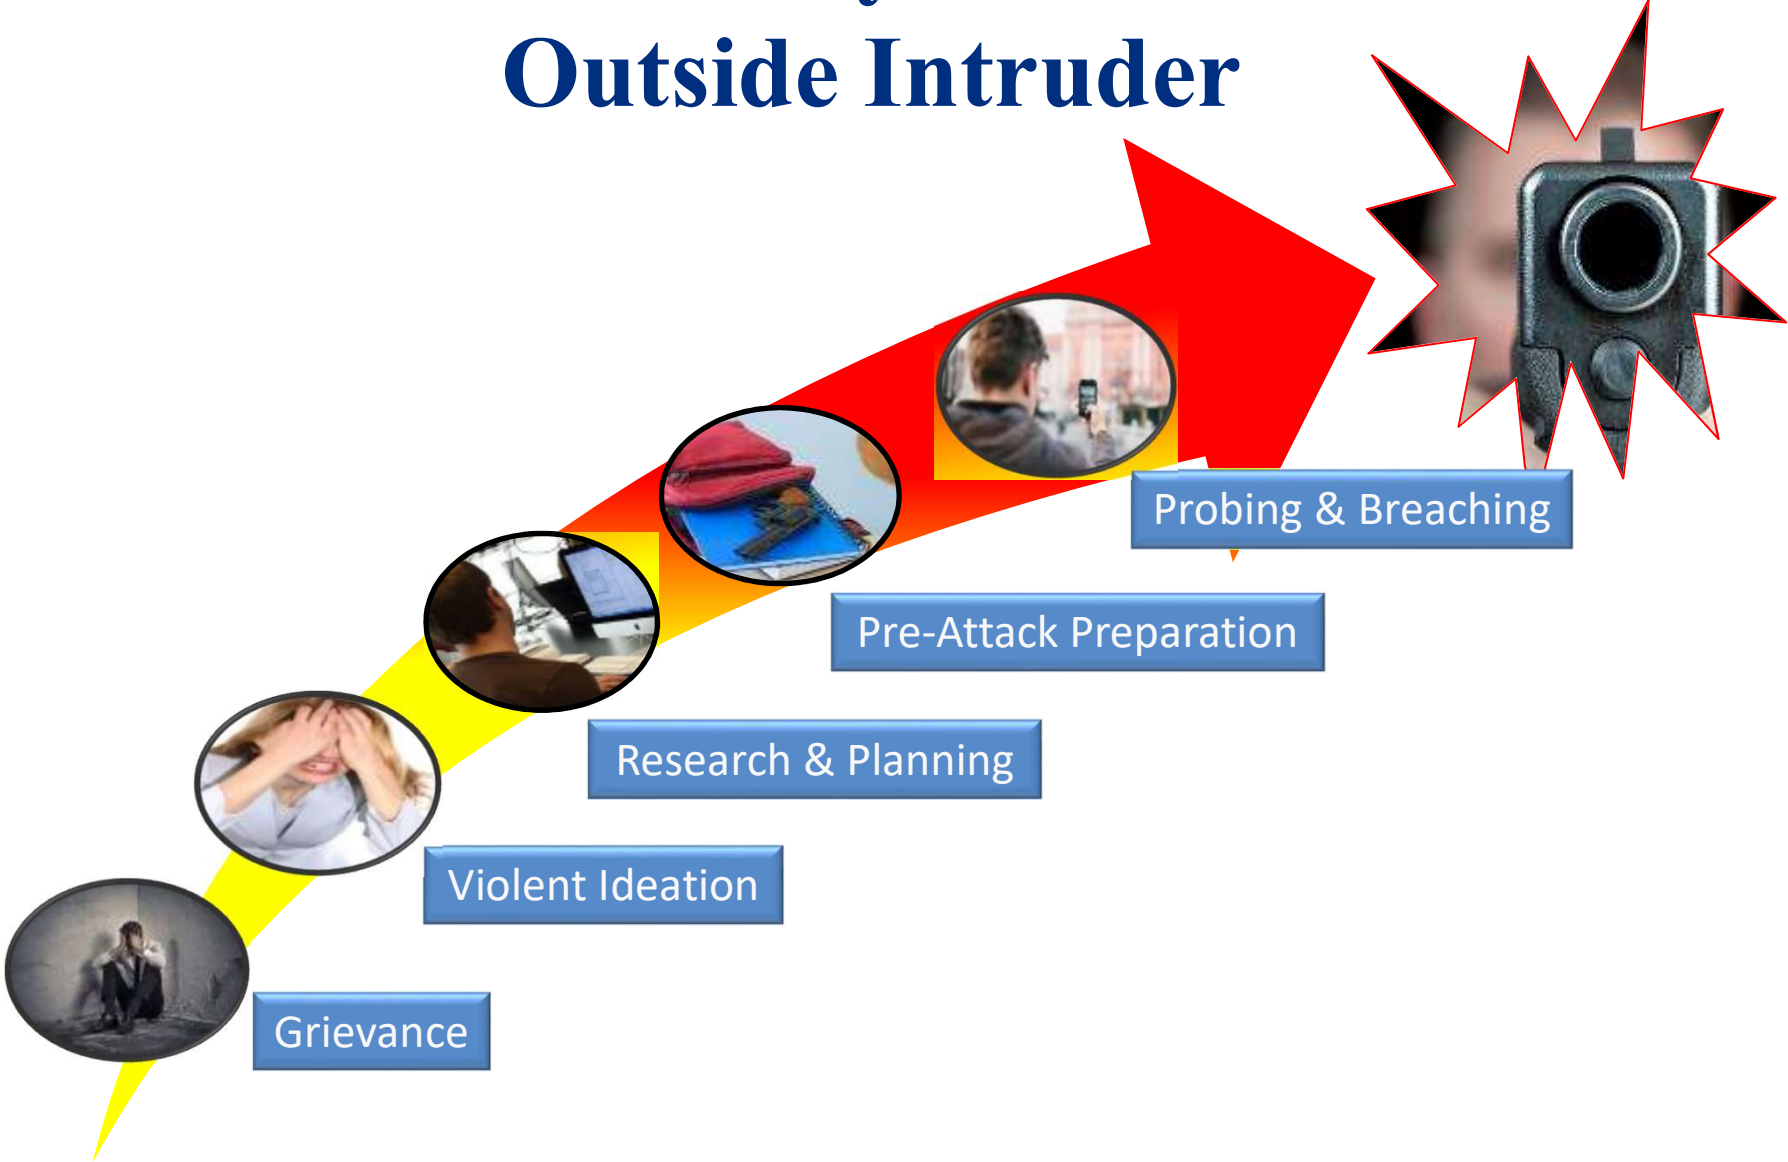 Outside Intruder
Probing & Breaching
Pre-Attack Preparation
Research & Planning
Violent Ideation
Grievance